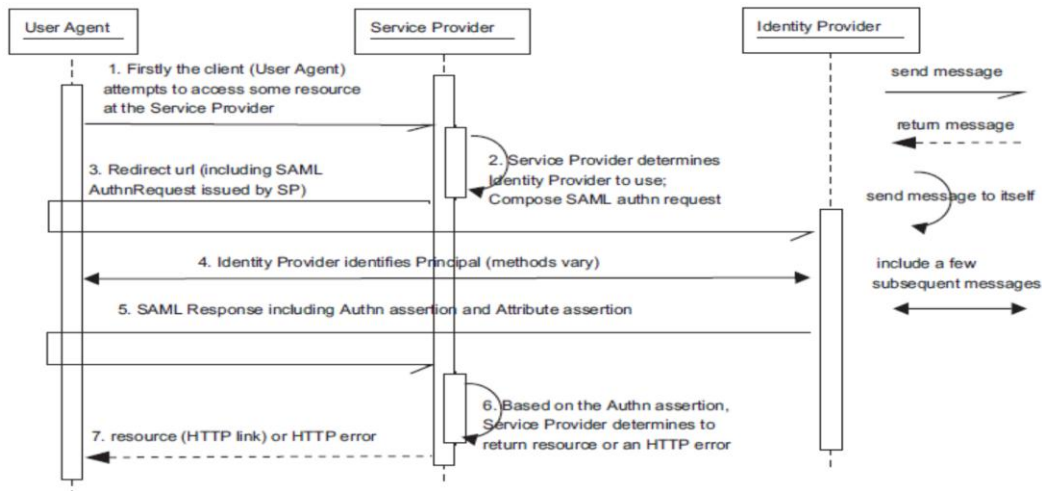 User Agent
Service Provider
Identity Provider
1. Firstly the client (User Agent)
attempts to access some resource
at the Service Provider
send message
return message
2. Service Provider determines
Identity Provider to use;
Compose SAML authn request
3. Redirect url (including SAML
AuthnRequest issued by SP)
send message to itself
4. Identity Provider identifies Principal (methods vary)
include a few
subsequent messages
5. SAML Response including Authn assertion and Attribute assertion
6. Based on the Authn assertion,
Service Provider determines to
return resource or an HTTP error
7. resource (HTTP link) or HTTP error